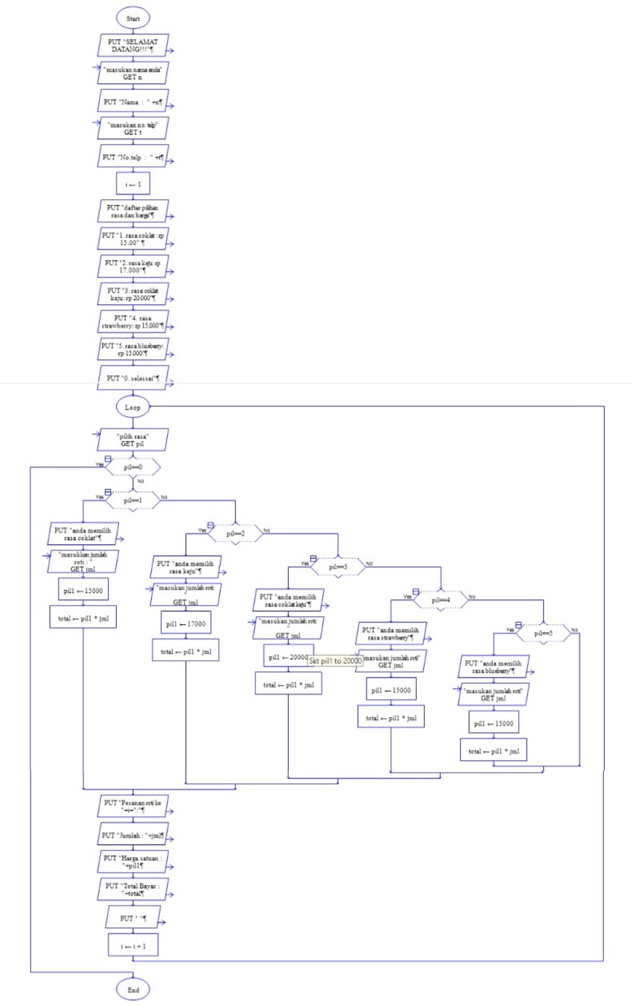 Start
PUT "SELAMAT
DATANG!!!"¶
"masukan nama anda"
GET n
PUT "Nama : " +n¶
"masukan no.telp"
GET t
PUT "No.telp : " +t¶
i ← 1
PUT "daftar pilihan
rasa dan harga"¶
PUT "1. rasa coklat : rp
15.00" ¶
PUT "2. rasa keju: rp
17.000"¶
PUT "3. rasa coklat
keju: rp 20.000"¶
PUT "4. rasa
strawberry: rp 15.000"¶
PUT "5. rasa blueberry:
rp 15.000"¶
PUT "0. selessai"¶
Loop
"pilih rasa"
GET pil
Yes
pil==0
No
Yes
pil==1
No
PUT "anda memilih
rasa coklat"¶
"masukkan jumlah
roti : "
GET jml
pil1 ← 15000
total ← pil1 * jml
Yes
pil==2
No
PUT "anda memilih
rasa keju"¶
"masukan jumlah roti
"
GET jml
pil1 ← 17000
total ← pil1 * jml
Yes
pil==3
No
PUT "anda memilih
rasa coklat keju"¶
"masukan jumlah roti
"
GET jml
pil1 ← 20000
Set pil1 to 20000
total ← pil1 * jml
Yes
pil==4
No
PUT "anda memilih
rasa strawberry"¶
"masukan jumlah roti"
GET jml
pil1 ← 15000
total ← pil1 * jml
Yes
pil==5
No
PUT "anda memilih
rasa blueberry"¶
"masukan jumlah roti"
GET jml
pil1 ← 15000
total ← pil1 * jml
PUT "Pesanan roti ke
"+i+":"¶
PUT "Jumlah : "+jml¶
PUT "Harga satuan :
"+pil1¶
PUT "Total Bayar :
"+total¶
PUT " "¶
i ← i + 1
End